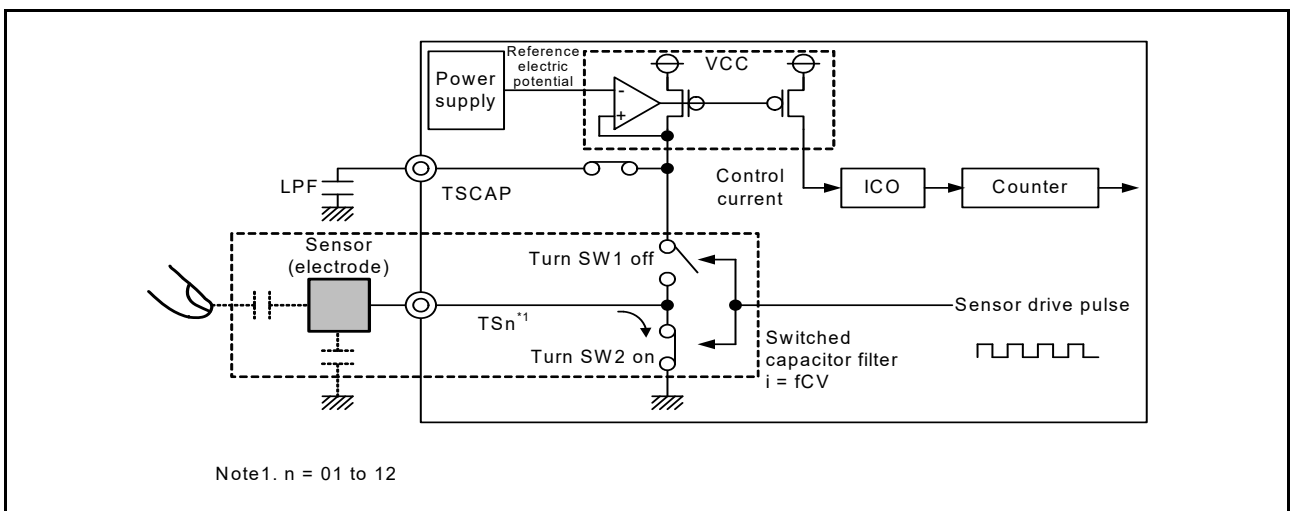 Power
supply
Reference
electric
potential
VCC
-
+
LPF
TSCAP
Control
current
ICO
Counter
Sensor
(electrode)
Turn SW1 off
TSn*1
Turn SW2 on
Sensor drive pulse
Switched
capacitor filter
i = fCV
Note1. n = 01 to 12